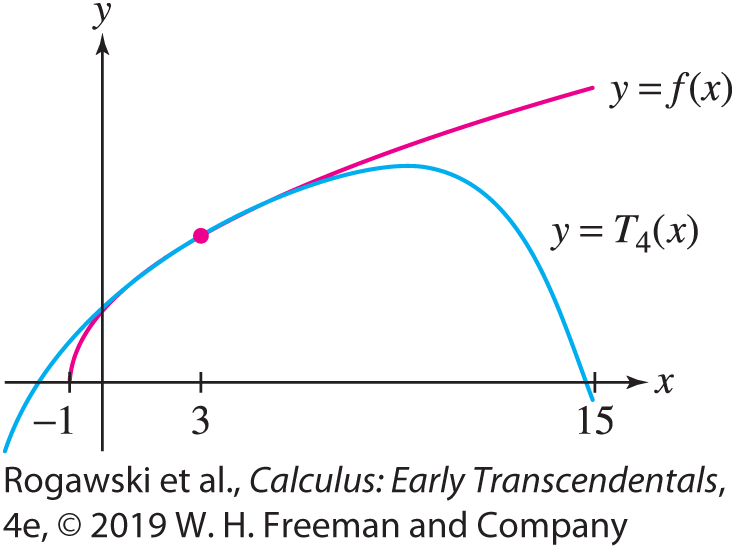 y
y = f(x)
y = T₄(x)
x
−1
3
15
Rogawski et al., Calculus: Early Transcendentals,
4e, © 2019 W. H. Freeman and Company